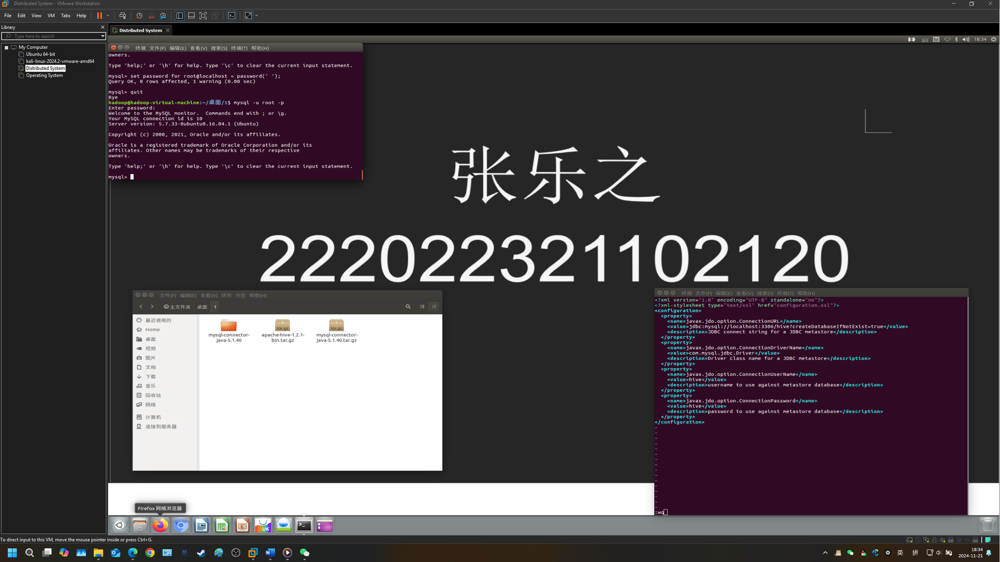 Distributed System - VMware Workstation
File Edit View VM Tabs Help
Library
Type here to search
My Computer
Ubuntu 64-bit
kali-linux-2024.2-vmware-amd64
Distributed System
Operating System
Distributed System
18:34
终端 文件(F) 编辑(E) 查看(V) 搜索(S) 终端(T) 帮助(H)
owners.
Type 'help;' or '\h' for help. Type '\c' to clear the current input statement.
mysql> set password for root@localhost = password(' ');
Query OK, 0 rows affected, 1 warning (0.00 sec)
mysql> quit
Bye
hadoop@hadoop-virtual-machine:~/桌面/1$ mysql -u root -p
Enter password:
Welcome to the MySQL monitor.  Commands end with ; or \g.
Your MySQL connection id is 10
Server version: 5.7.33-0ubuntu0.16.04.1 (Ubuntu)
Copyright (c) 2000, 2021, Oracle and/or its affiliates.
Oracle is a registered trademark of Oracle Corporation and/or its
affiliates. Other names may be trademarks of their respective
owners.
Type 'help;' or '\h' for help. Type '\c' to clear the current input statement.
mysql>
张乐之
222022321102120
文件(F) 编辑(E) 查看(V) 转到 书签 帮助(H)
主文件夹 桌面 1
最近使用的
Home
桌面
视频
图片
文档
下载
音乐
回收站
网络
计算机
连接到服务器
mysql-connector-java-5.1.40
tar.gz
apache-hive-1.2.1-bin.tar.gz
tar.gz
mysql-connector-java-5.1.40.tar.gz
终端 文件(F) 编辑(E) 查看(V) 搜索(S) 终端(T) 帮助(H)
<?xml version="1.0" encoding="UTF-8" standalone="no"?>
<?xml-stylesheet type="text/xsl" href="configuration.xsl"?>
<configuration>
  <property>
    <name>javax.jdo.option.ConnectionURL</name>
    <value>jdbc:mysql://localhost:3306/hive?createDatabaseIfNotExist=true</value>
    <description>JDBC connect string for a JDBC metastore</description>
  </property>
  <property>
    <name>javax.jdo.option.ConnectionDriverName</name>
    <value>com.mysql.jdbc.Driver</value>
    <description>Driver class name for a JDBC metastore</description>
  </property>
  <property>
    <name>javax.jdo.option.ConnectionUserName</name>
    <value>hive</value>
    <description>username to use against metastore database</description>
  </property>
  <property>
    <name>javax.jdo.option.ConnectionPassword</name>
    <value>hive</value>
    <description>password to use against metastore database</description>
  </property>
</configuration>
:wq
Firefox 网络浏览器
UK
To direct input to this VM, move the mouse pointer inside or press Ctrl+G.
英 拼
18:34
2024-11-21